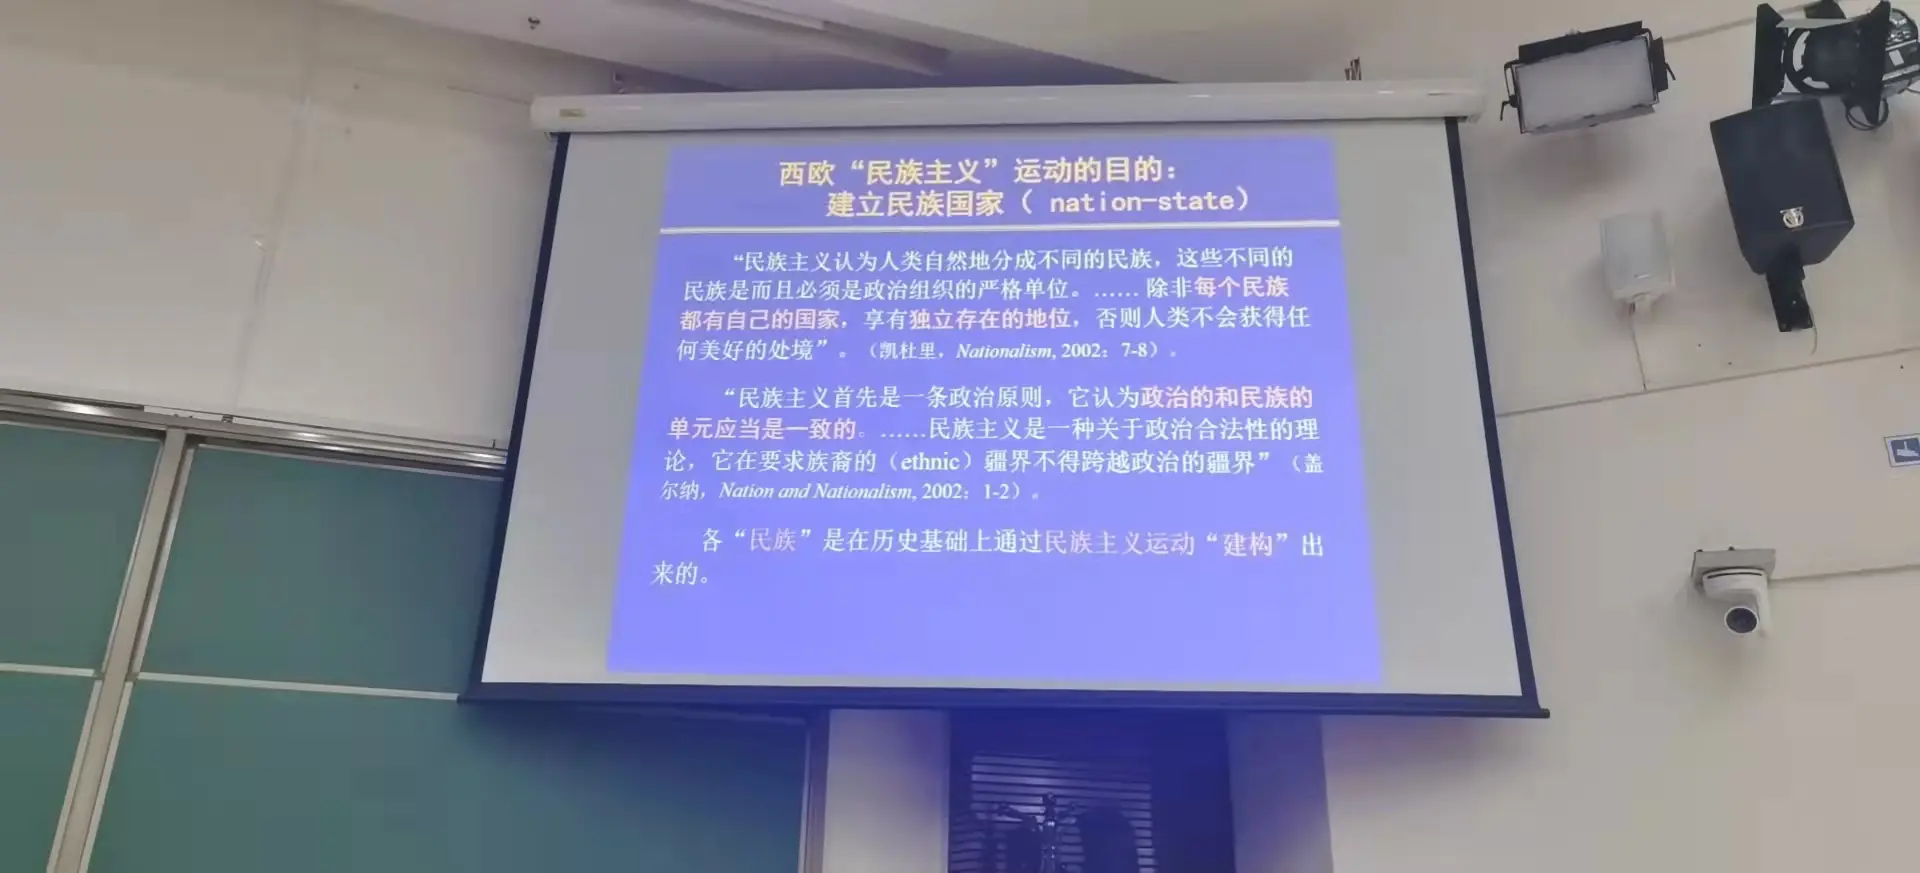 西欧“民族主义”运动的目的：
建立民族国家（ nation-state）
“民族主义认为人类自然地分成不同的民族，这些不同的
民族是而且必须是政治组织的严格单位。…… 除非每个民族
都有自己的国家，享有独立存在的地位，否则人类不会获得任
何美好的处境”。（凯杜里，Nationalism, 2002：7-8）。
“民族主义首先是一条政治原则，它认为政治的和民族的
单元应当是一致的。……民族主义是一种关于政治合法性的理
论，它在要求族裔的（ethnic）疆界不得跨越政治的疆界”（盖
尔纳，Nation and Nationalism, 2002：1-2）。
各“民族”是在历史基础上通过民族主义运动“建构”出
来的。